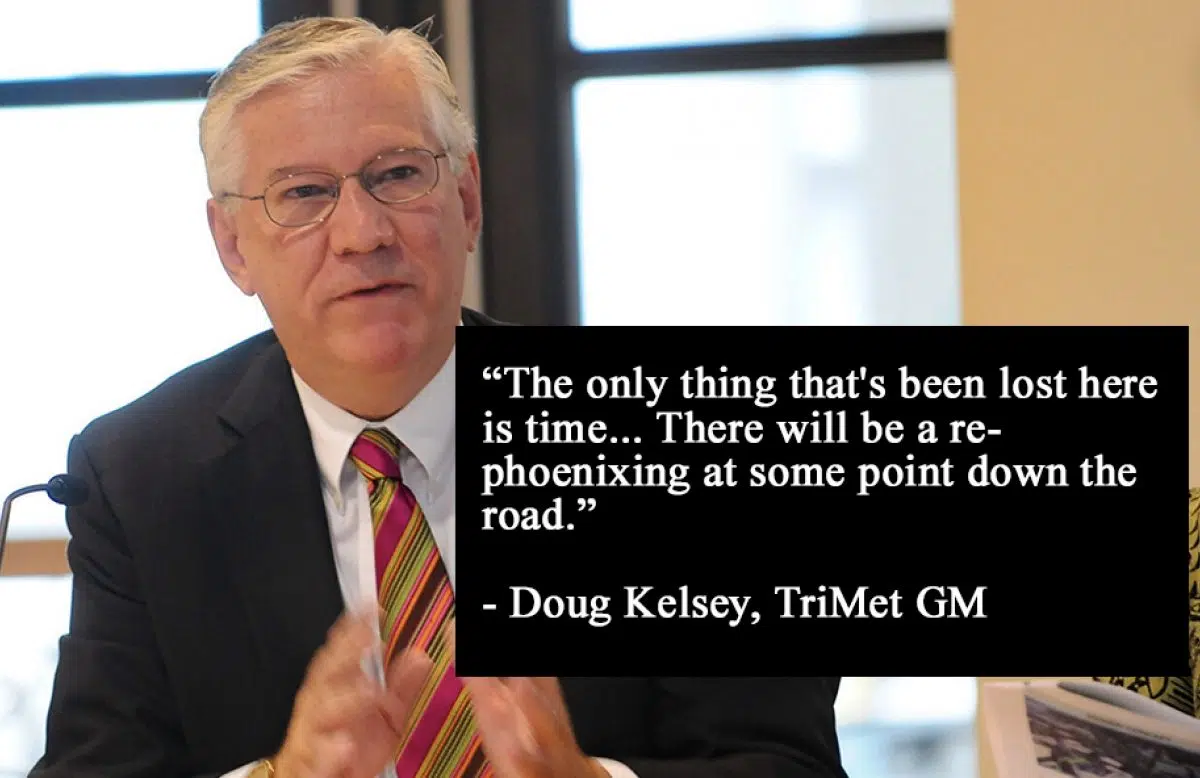 “The only thing that's been lost here
is time... There will be a re-
phoenixing at some point down the
road.”
- Doug Kelsey, TriMet GM